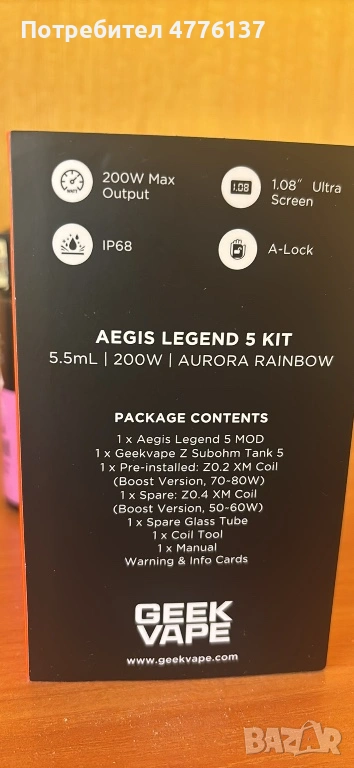 Потребител 4776137
200W Max
Output
1.08
1.08" Ultra
Screen
WATT
IP68
A-Lock
AEGIS LEGEND 5 KIT
5.5mL | 200W | AURORA RAINBOW
PACKAGE CONTENTS
1 x Aegis Legend 5 MOD
1 x Geekvape Z Subohm Tank 5
1 x Pre-installed: Z0.2 XM Coil
(Boost Version, 70-80W)
1 x Spare: Z0.4 XM Coil
(Boost Version, 50-60W)
1 x Spare Glass Tube
1 x Coil Tool
1 x Manual
Warning & Info Cards
GEEK
VAPE
www.geekvape.com
BAZAR